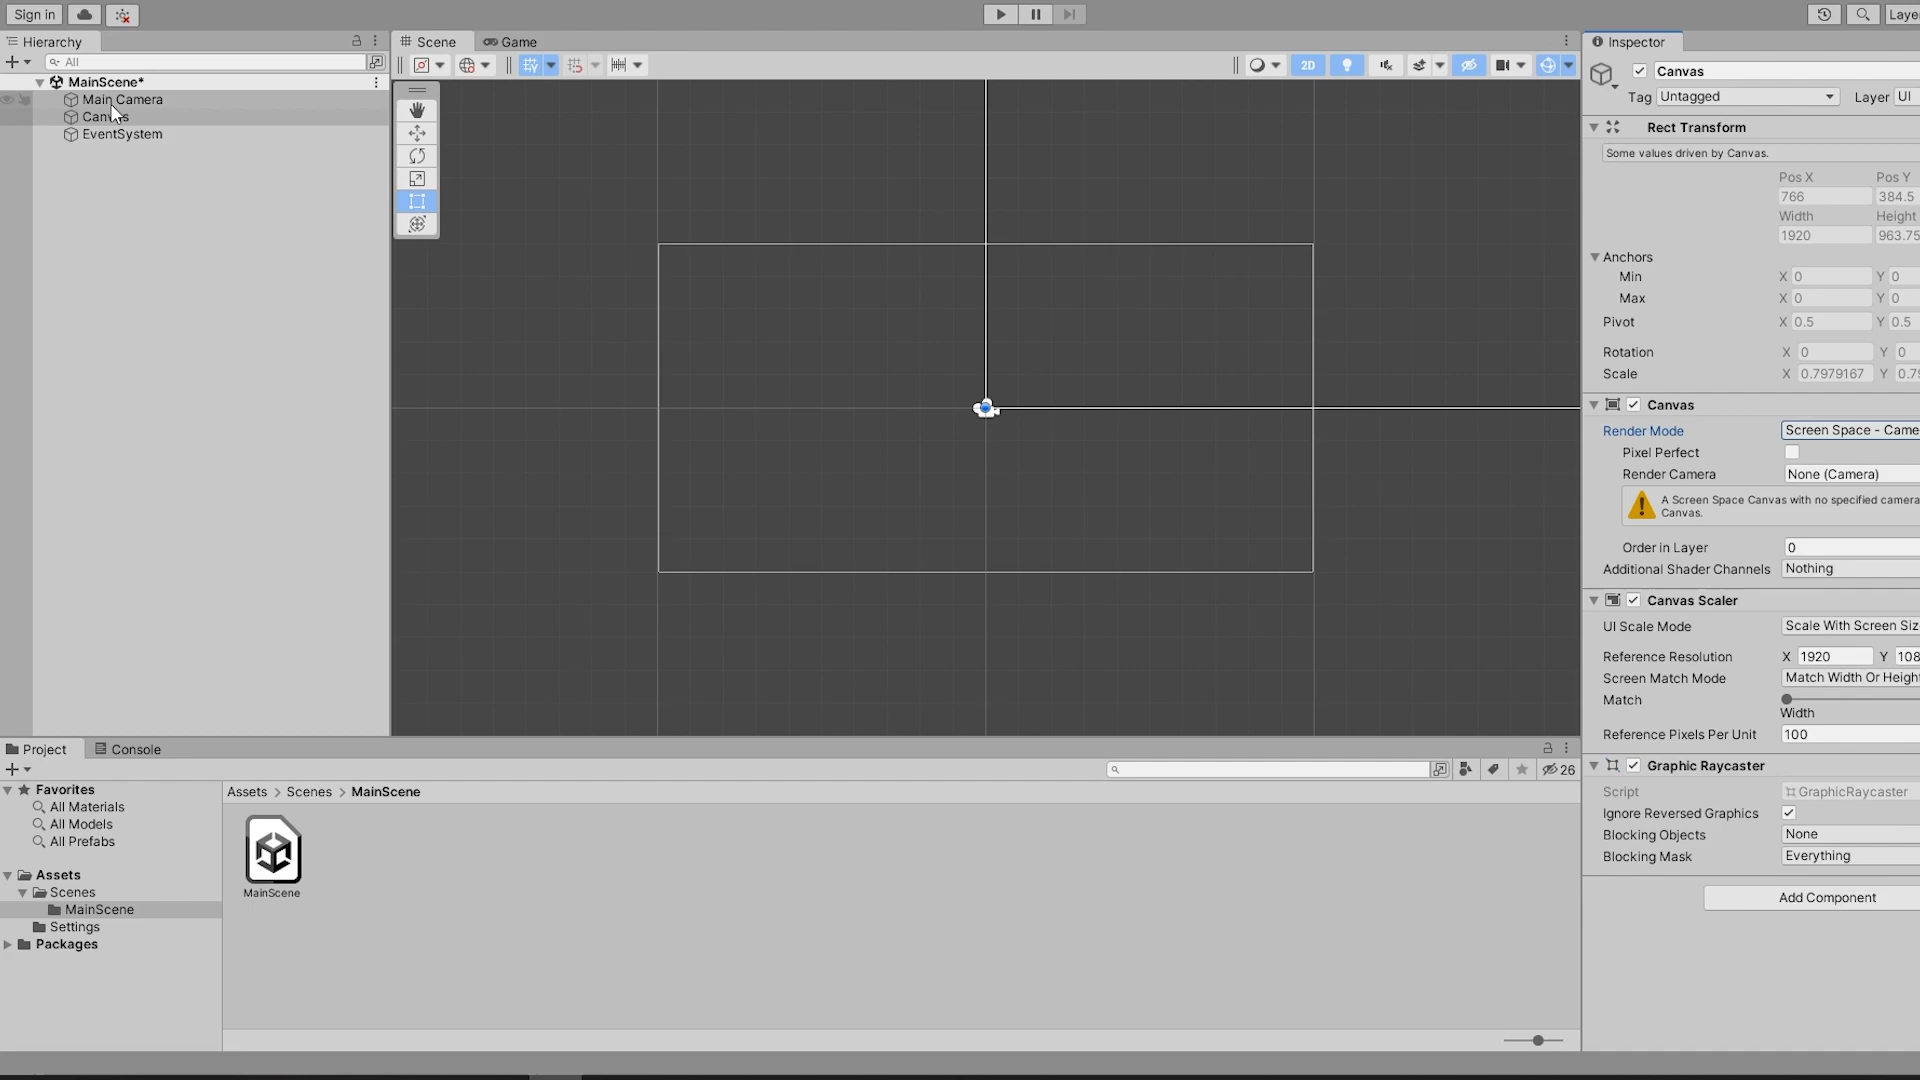 Sign in
Laye
Hierarchy
Scene
Game
Inspector
All
2D
Canvas
MainScene*
Main Camera
Canvas
EventSystem
Tag Untagged
Layer UI
Rect Transform
Some values driven by Canvas.
Pos X Pos Y
766 384.5
Width Height
1920 963.75
Anchors
Min X 0 Y 0
Max X 0 Y 0
Pivot X 0.5 Y 0.5
Rotation X 0 Y 0
Scale X 0.7979167 Y 0.79
Canvas
Render Mode Screen Space - Came
Pixel Perfect
Render Camera None (Camera)
A Screen Space Canvas with no specified camera
Canvas.
Order in Layer 0
Additional Shader Channels Nothing
Canvas Scaler
UI Scale Mode Scale With Screen Siz
Reference Resolution X 1920 Y 108
Screen Match Mode Match Width Or Height
Match
Width
Reference Pixels Per Unit 100
Graphic Raycaster
Script GraphicRaycaster
Ignore Reversed Graphics
Blocking Objects None
Blocking Mask Everything
Add Component
Project
Console
26
Favorites
All Materials
All Models
All Prefabs
Assets
Scenes
MainScene
Settings
Packages
Assets > Scenes > MainScene
MainScene